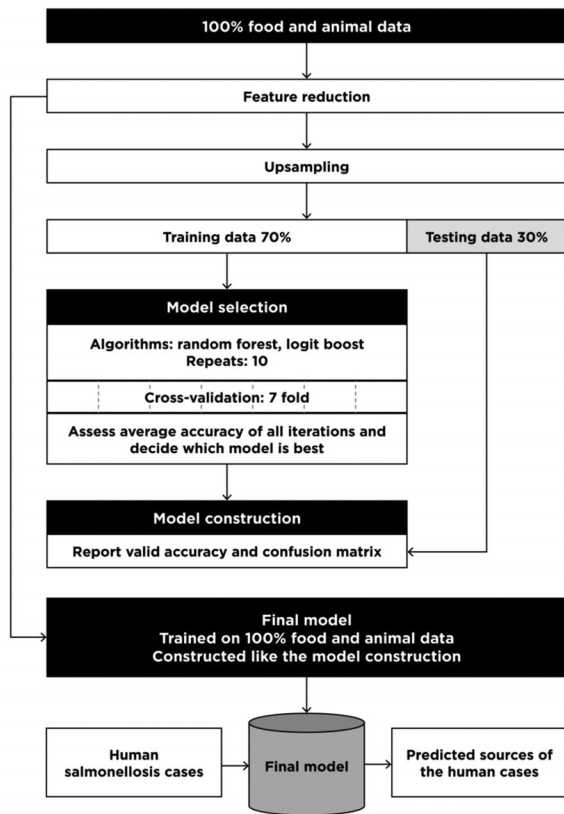 100% food and animal data
Feature reduction
Upsampling
Training data 70%
Testing data 30%
Model selection
Algorithms: random forest, logit boost
Repeats: 10
Cross-validation: 7 fold
Assess average accuracy of all iterations and
decide which model is best
Model construction
Report valid accuracy and confusion matrix
Final model
Trained on 100% food and animal data
Constructed like the model construction
Human
salmonellosis cases
Final model
Predicted sources of
the human cases